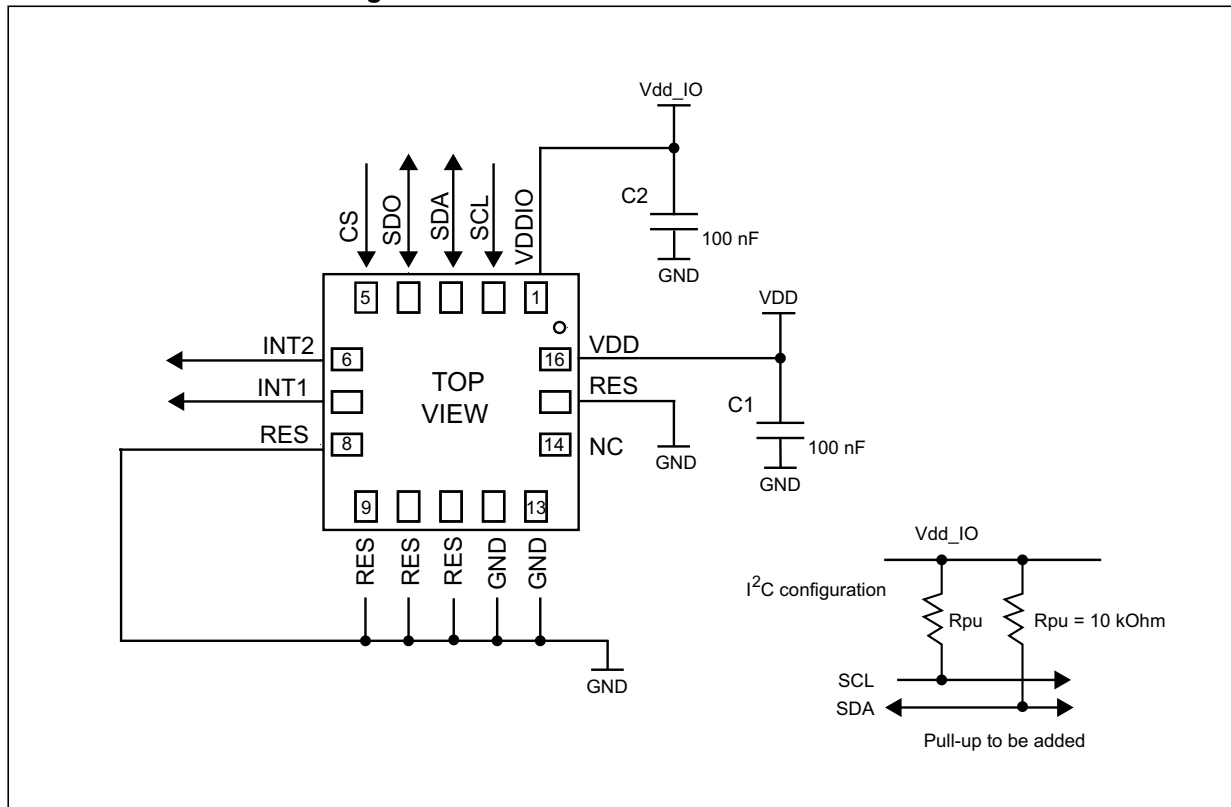 Vdd_IO
C2
100 nF
GND
CS
SDO
SDA
SCL
VDDIO
5
1
VDD
INT2
6
16
VDD
INT1
TOP
VIEW
RES
C1
RES
8
14
NC
GND
100 nF
GND
9
13
RES
RES
RES
GND
GND
GND
Vdd_IO
I²C configuration
Rpu
Rpu = 10 kOhm
SCL
SDA
Pull-up to be added